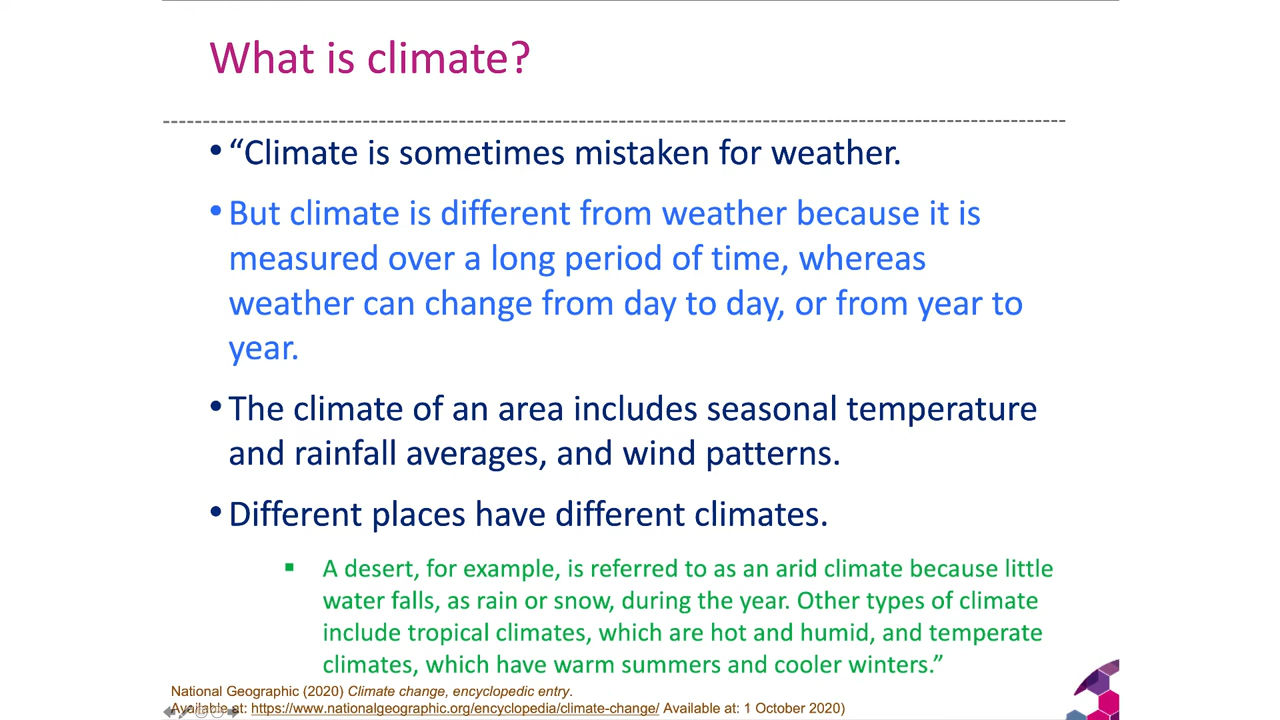 What is climate?
• “Climate is sometimes mistaken for weather.
• But climate is different from weather because it is
measured over a long period of time, whereas
weather can change from day to day, or from year to
year.
• The climate of an area includes seasonal temperature
and rainfall averages, and wind patterns.
• Different places have different climates.
▪ A desert, for example, is referred to as an arid climate because little
water falls, as rain or snow, during the year. Other types of climate
include tropical climates, which are hot and humid, and temperate
climates, which have warm summers and cooler winters.”
National Geographic (2020) Climate change, encyclopedic entry.
Available at: https://www.nationalgeographic.org/encyclopedia/climate-change/ Available at: 1 October 2020)